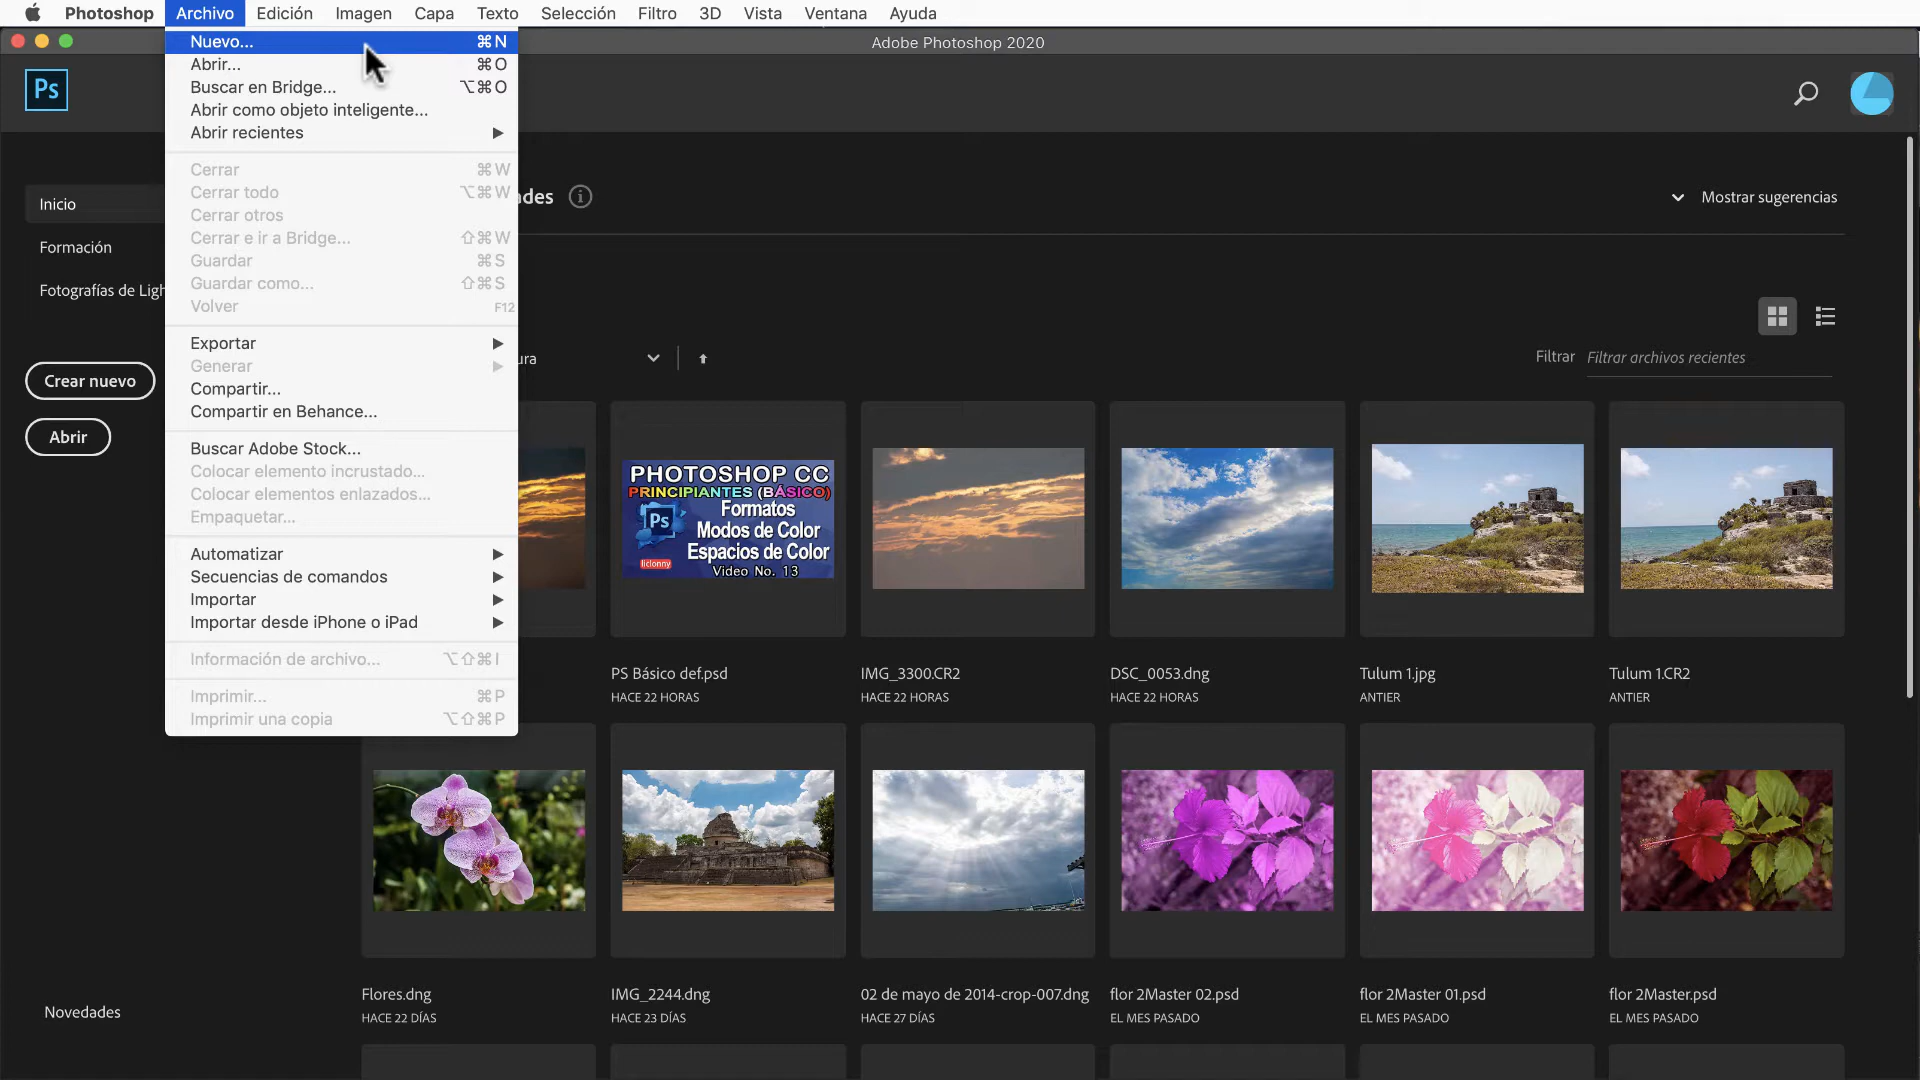 Photoshop Archivo Edición Imagen Capa Texto Selección Filtro 3D Vista Ventana Ayuda
Adobe Photoshop 2020
Ps
Nuevo... ⌘N
Abrir... ⌘O
Buscar en Bridge... ⌥⌘O
Abrir como objeto inteligente...
Abrir recientes ▶
Cerrar ⌘W
Cerrar todo ⌥⌘W
Cerrar otros
Cerrar e ir a Bridge... ⇧⌘W
Guardar ⌘S
Guardar como... ⇧⌘S
Volver F12
Exportar ▶
Generar ▶
Compartir...
Compartir en Behance...
Buscar Adobe Stock...
Colocar elemento incrustado...
Colocar elementos enlazados...
Empaquetar...
Automatizar ▶
Secuencias de comandos ▶
Importar ▶
Importar desde iPhone o iPad ▶
Información de archivo... ⌥⇧⌘I
Imprimir... ⌘P
Imprimir una copia ⌥⇧⌘P
Inicio
Formación
Fotografías de Ligh
Crear nuevo
Abrir
Novedades
des
Mostrar sugerencias
ura
Filtrar Filtrar archivos recientes
PHOTOSHOP CC
PRINCIPIANTES (BÁSICO)
Formatos
Ps
Modos de Color
Espacios de Color
liclonny
Video No. 13
PS Básico def.psd
HACE 22 HORAS
IMG_3300.CR2
HACE 22 HORAS
DSC_0053.dng
HACE 22 HORAS
Tulum 1.jpg
ANTIER
Tulum 1.CR2
ANTIER
Flores.dng
HACE 22 DÍAS
IMG_2244.dng
HACE 23 DÍAS
02 de mayo de 2014-crop-007.dng
HACE 27 DÍAS
flor 2Master 02.psd
EL MES PASADO
flor 2Master 01.psd
EL MES PASADO
flor 2Master.psd
EL MES PASADO